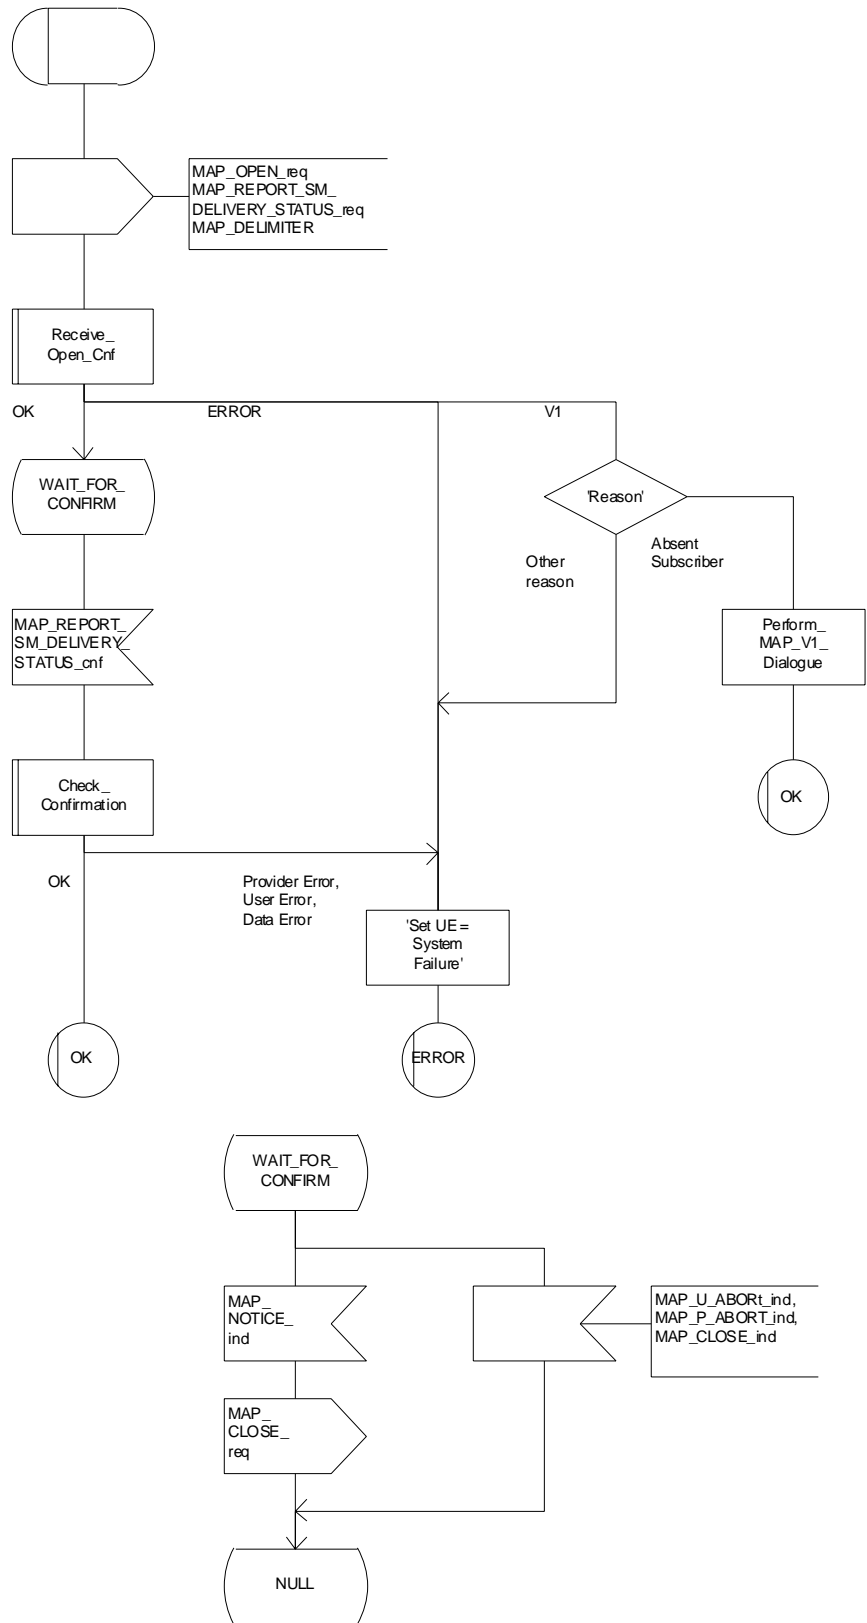 MAP_OPEN_req
MAP_REPORT_SM_
DELIVERY_STATUS_req
MAP_DELIMITER
Receive_
Open_Cnf
OK
ERROR
V1
WAIT_FOR_
CONFIRM
'Reason'
Other
reason
Absent
Subscriber
MAP_REPORT_
SM_DELIVERY_
STATUS_cnf
Perform_
MAP_V1_
Dialogue
Check_
Confirmation
OK
OK
Provider Error,
User Error,
Data Error
'Set UE =
System
Failure'
OK
ERROR
WAIT_FOR_
CONFIRM
MAP_
NOTICE_
ind
MAP_U_ABORt_ind,
MAP_P_ABORT_ind,
MAP_CLOSE_ind
MAP_
CLOSE_
req
NULL